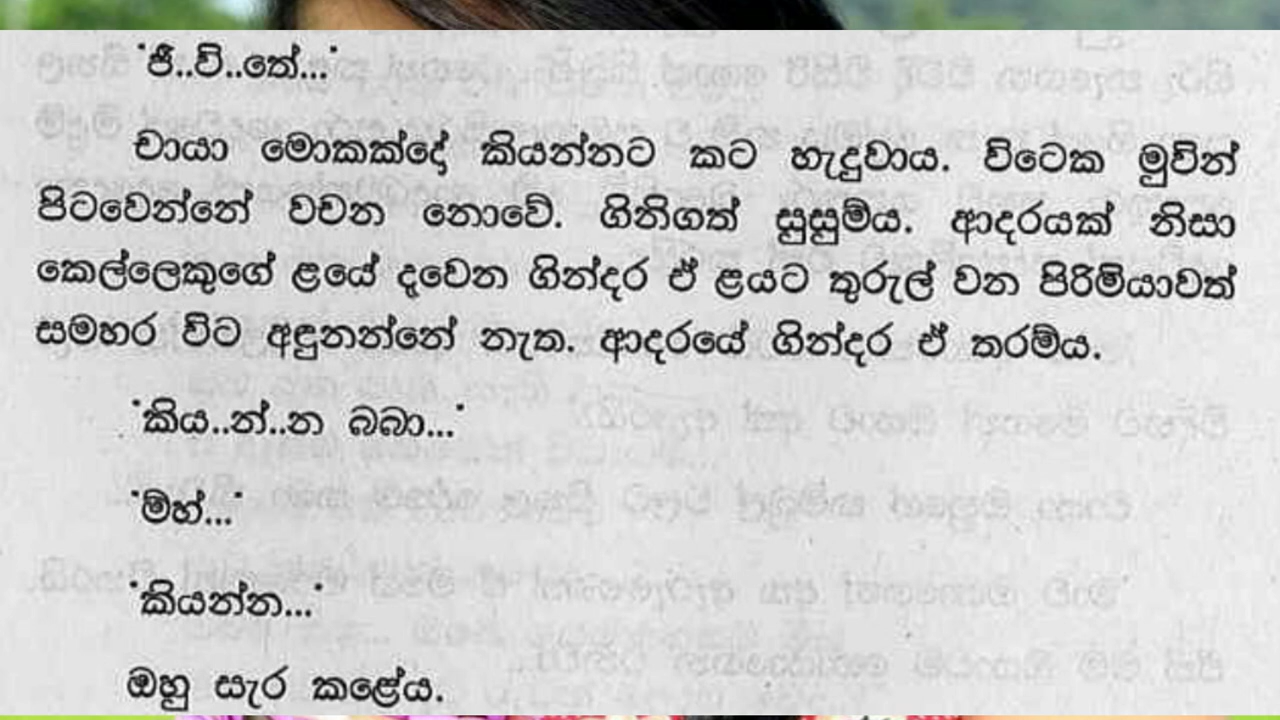 'ජී..වි..තේ...'
චායා මොකක්දෝ කියන්නට කට හැදුවාය. විටෙක මුවින්
පිටවෙන්නේ වචන නොවේ. ගිනිගත් සුසුම්ය. ආදරයක් නිසා
කෙල්ලෙකුගේ ළයේ දවෙන ගින්දර ඒ ළයට තුරුල් වන පිරිමියාවත්
සමහර විට අඳුනන්නේ නැත. ආදරයේ ගින්දර ඒ තරම්ය.
'කිය..න්..න බබා...'
'ම්හ්...'
'කියන්න...'
ඔහු සැර කළේය.